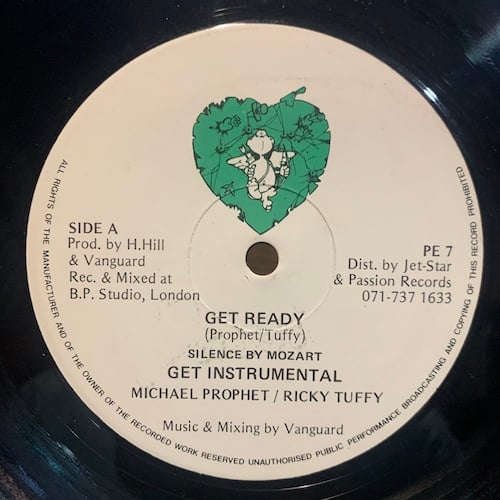 SIDE A
Prod. by H.Hill
& Vanguard
Rec. & Mixed at
B.P. Studio, London
PE 7
Dist. by Jet-Star
& Passion Records
071-737 1633
GET READY
(Prophet/Tuffy)
SILENCE BY MOZART
GET INSTRUMENTAL
MICHAEL PROPHET / RICKY TUFFY
Music & Mixing by Vanguard
ALL RIGHTS OF THE MANUFACTURER AND OF THE OWNER OF THE RECORDED WORK RESERVED UNAUTHORISED PUBLIC PERFORMANCE BROADCASTING AND COPYING OF THIS RECORD PROHIBITED